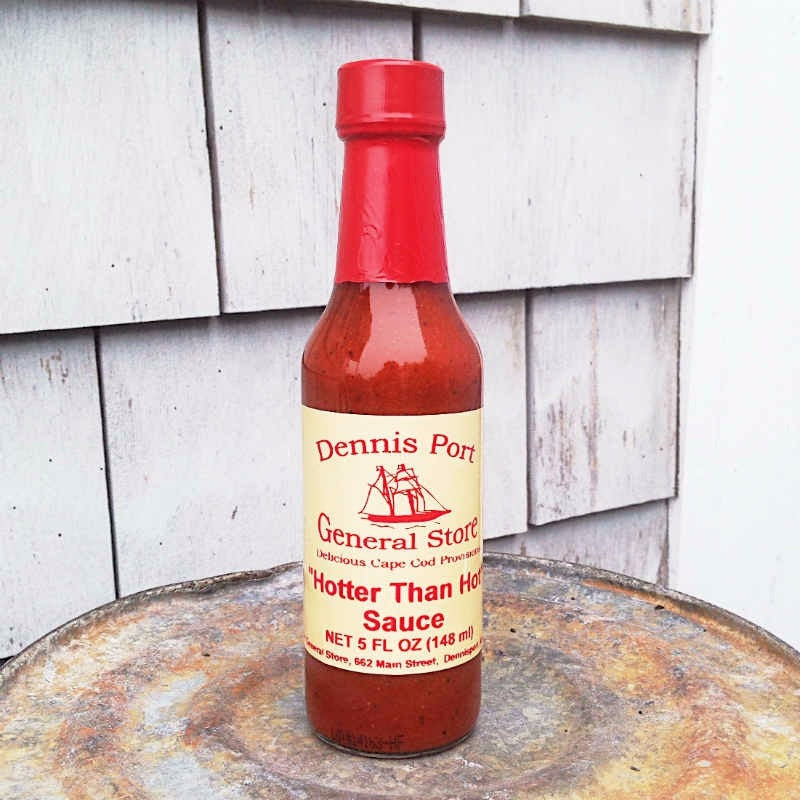 Dennis Port
General Store
Delicious Cape Cod Provisions
"Hotter Than Hot"
Sauce
NET 5 FL OZ (148 ml)
General Store, 662 Main Street, Dennisport,